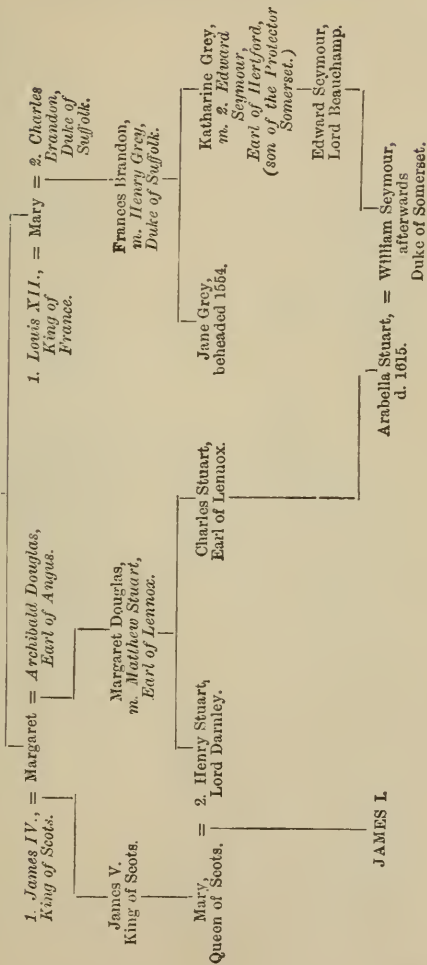 1. James IV., = Margaret = Archibald Douglas,
King of Scots.
Earl of Angus.
1. Louis XII., = Mary = 2. Charles
King of
France.
Brandon,
Duke of
Suffolk.
James V.
King of Scots.
Margaret Douglas,
m. Matthew Stuart,
Earl of Lennox.
Frances Brandon,
m. Henry Grey,
Duke of Suffolk.
Mary,
Queen of Scots.
= 2. Henry Stuart,
Lord Darnley.
Charles Stuart,
Earl of Lennox.
Jane Grey,
beheaded 1554.
Katharine Grey,
m. 2. Edward
Seymour,
Earl of Hertford,
(son of the Protector
Somerset.)
Edward Seymour,
Lord Beauchamp.
JAMES I.
Arabella Stuart, = William Seymour,
d. 1615.
afterwards
Duke of Somerset.